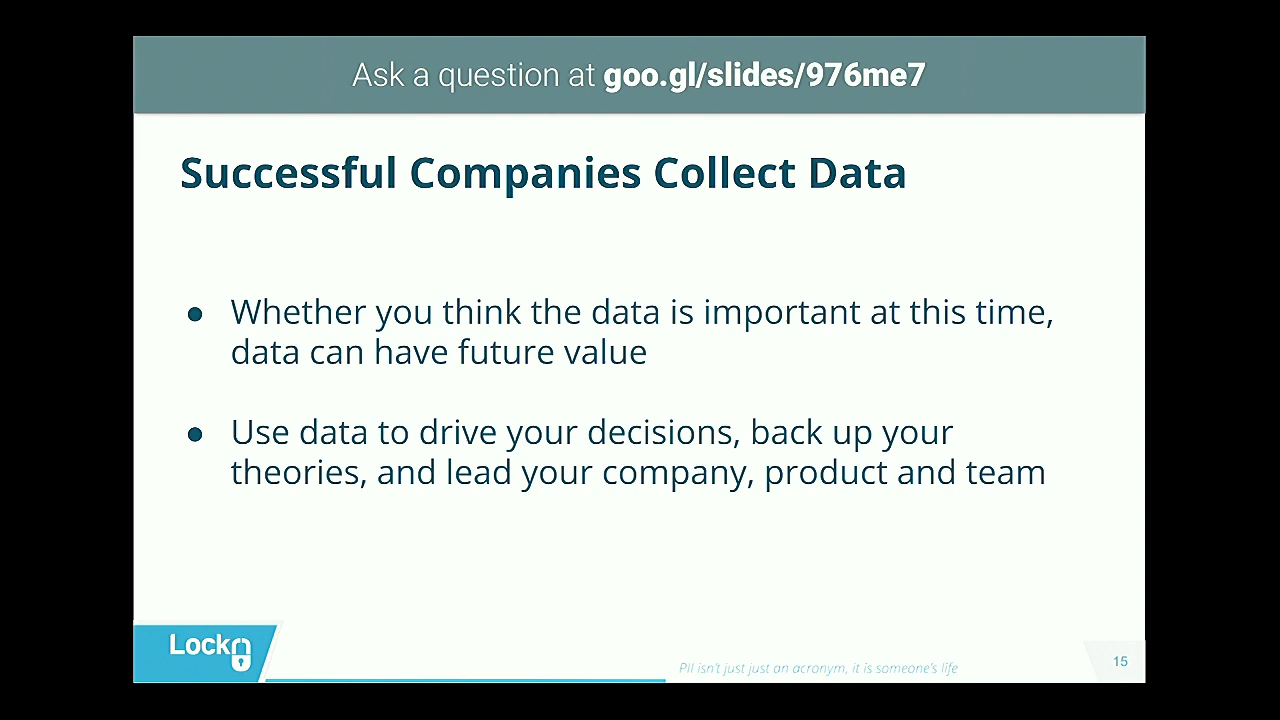 Ask a question at goo.gl/slides/976me7
Successful Companies Collect Data
● Whether you think the data is important at this time,
data can have future value
● Use data to drive your decisions, back up your
theories, and lead your company, product and team
Lockr
PII isn't just just an acronym, it is someone's life
15